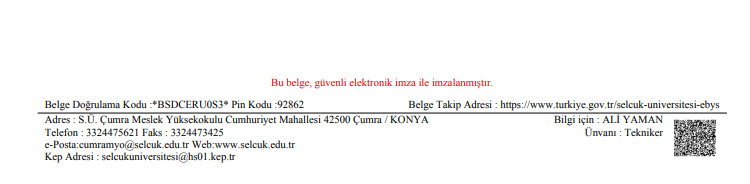 Bu belge, güvenli elektronik imza ile imzalanmıştır.
Belge Doğrulama Kodu :*BSDCERU0S3* Pin Kodu :92862 Belge Takip Adresi : https://www.turkiye.gov.tr/selcuk-universitesi-ebys
Adres : S.Ü. Çumra Meslek Yüksekokulu Cumhuriyet Mahallesi 42500 Çumra / KONYA Bilgi için : ALİ YAMAN
Telefon : 3324475621 Faks : 3324473425 Ünvanı : Tekniker
e-Posta:cumramyo@selcuk.edu.tr Web:www.selcuk.edu.tr
Kep Adresi : selcukuniversitesi@hs01.kep.tr